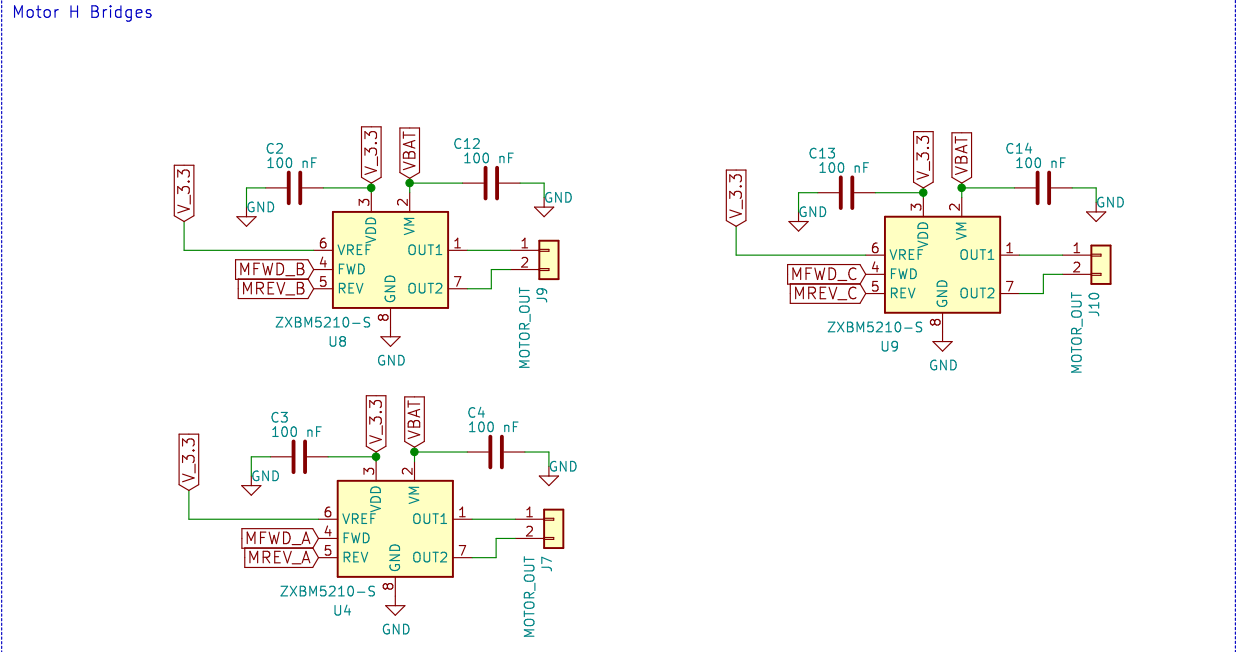 Motor H Bridges
C2
100 nF
V_3.3
VBAT
C12
100 nF
V_3.3
GND
GND
3
2
VDD
VM
6
VREF
OUT1
1
1
MFWD_B
4
FWD
2
MREV_B
5
REV
GND
OUT2
7
8
ZXBM5210-S
U8
GND
MOTOR_OUT
J9
C13
100 nF
V_3.3
VBAT
C14
100 nF
V_3.3
GND
GND
3
2
VDD
VM
6
VREF
OUT1
1
1
MFWD_C
4
FWD
2
MREV_C
5
REV
GND
OUT2
7
8
ZXBM5210-S
U9
GND
MOTOR_OUT
J10
C3
100 nF
V_3.3
VBAT
C4
100 nF
V_3.3
GND
GND
3
2
VDD
VM
6
VREF
OUT1
1
1
MFWD_A
4
FWD
2
MREV_A
5
REV
GND
OUT2
7
8
ZXBM5210-S
U4
GND
MOTOR_OUT
J7